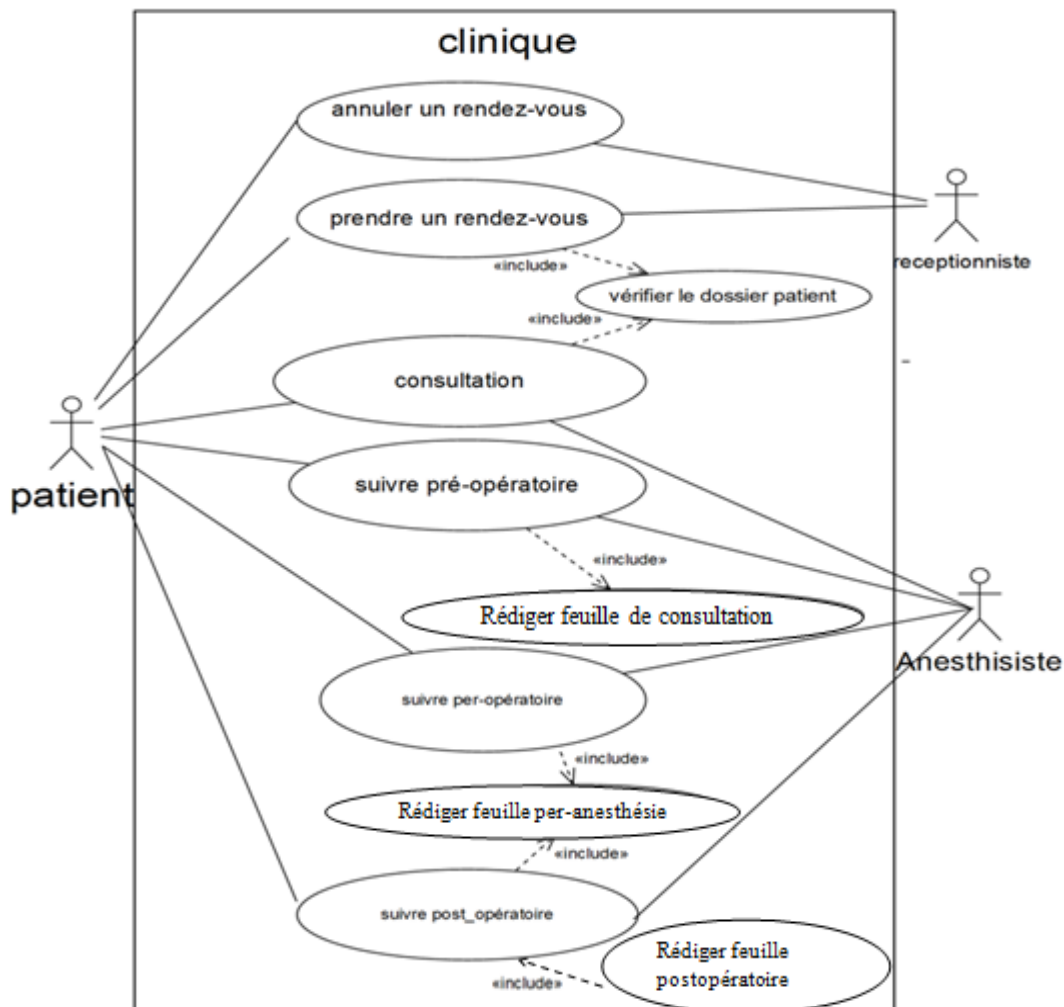 clinique
annuler un rendez-vous
prendre un rendez-vous
«include»
receptionniste
vérifier le dossier patient
«include»
consultation
patient
suivre pré-opératoire
«include»
Rédiger feuille de consultation
Anesthisiste
suivre per-opératoire
«include»
Rédiger feuille per-anesthésie
«include»
suivre post_opératoire
Rédiger feuille
postopératoire
«include»